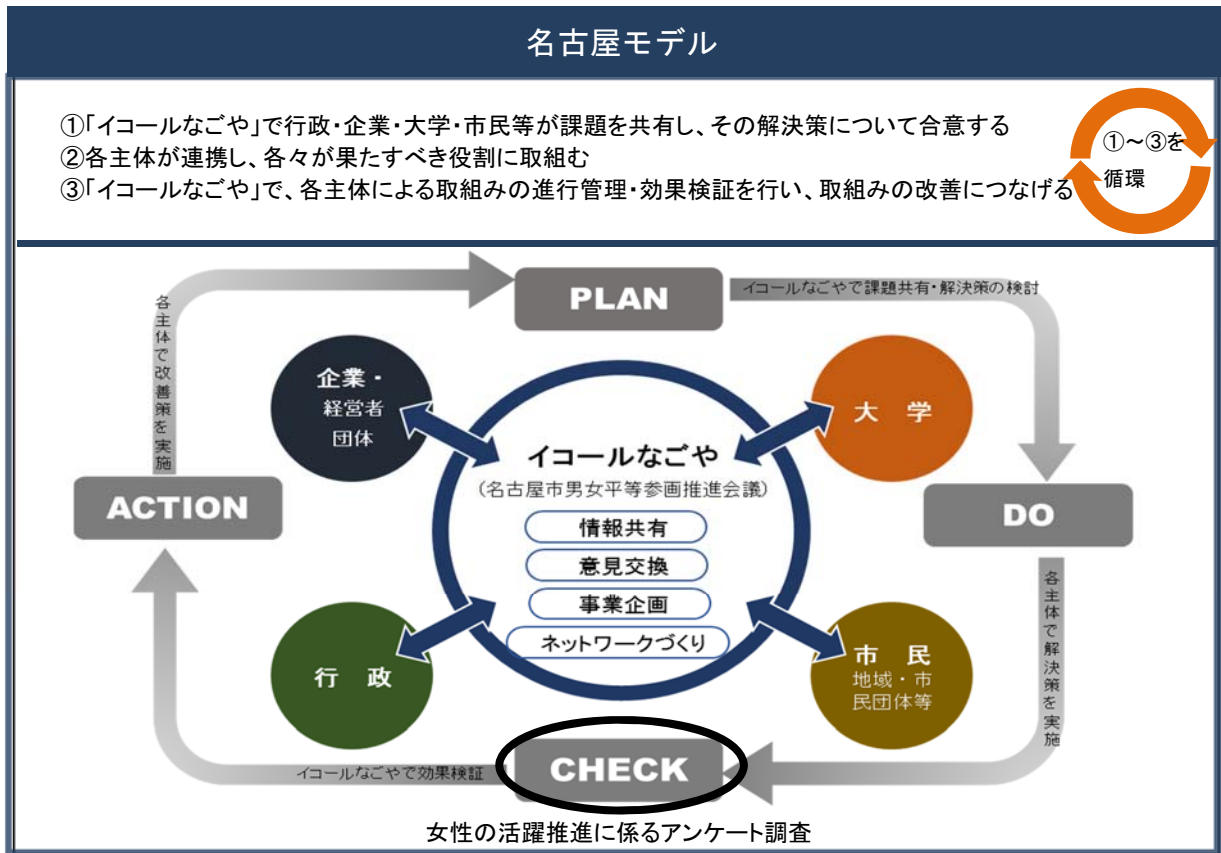 名古屋モデル
①「イコールなごや」で行政・企業・大学・市民等が課題を共有し、その解決策について合意する
②各主体が連携し、各々が果たすべき役割に取組む
③「イコールなごや」で、各主体による取組みの進行管理・効果検証を行い、取組みの改善につなげる
①～③を
循環
PLAN
イコールなごやで課題共有・解決策の検討
各主体で改善策を実施
企業・
経営者
団体
大 学
イコールなごや
（名古屋市男女平等参画推進会議）
情報共有
意見交換
事業企画
ネットワークづくり
ACTION
DO
行 政
市 民
地域・市
民団体等
各主体で解決策を実施
イコールなごやで効果検証
CHECK
女性の活躍推進に係るアンケート調査